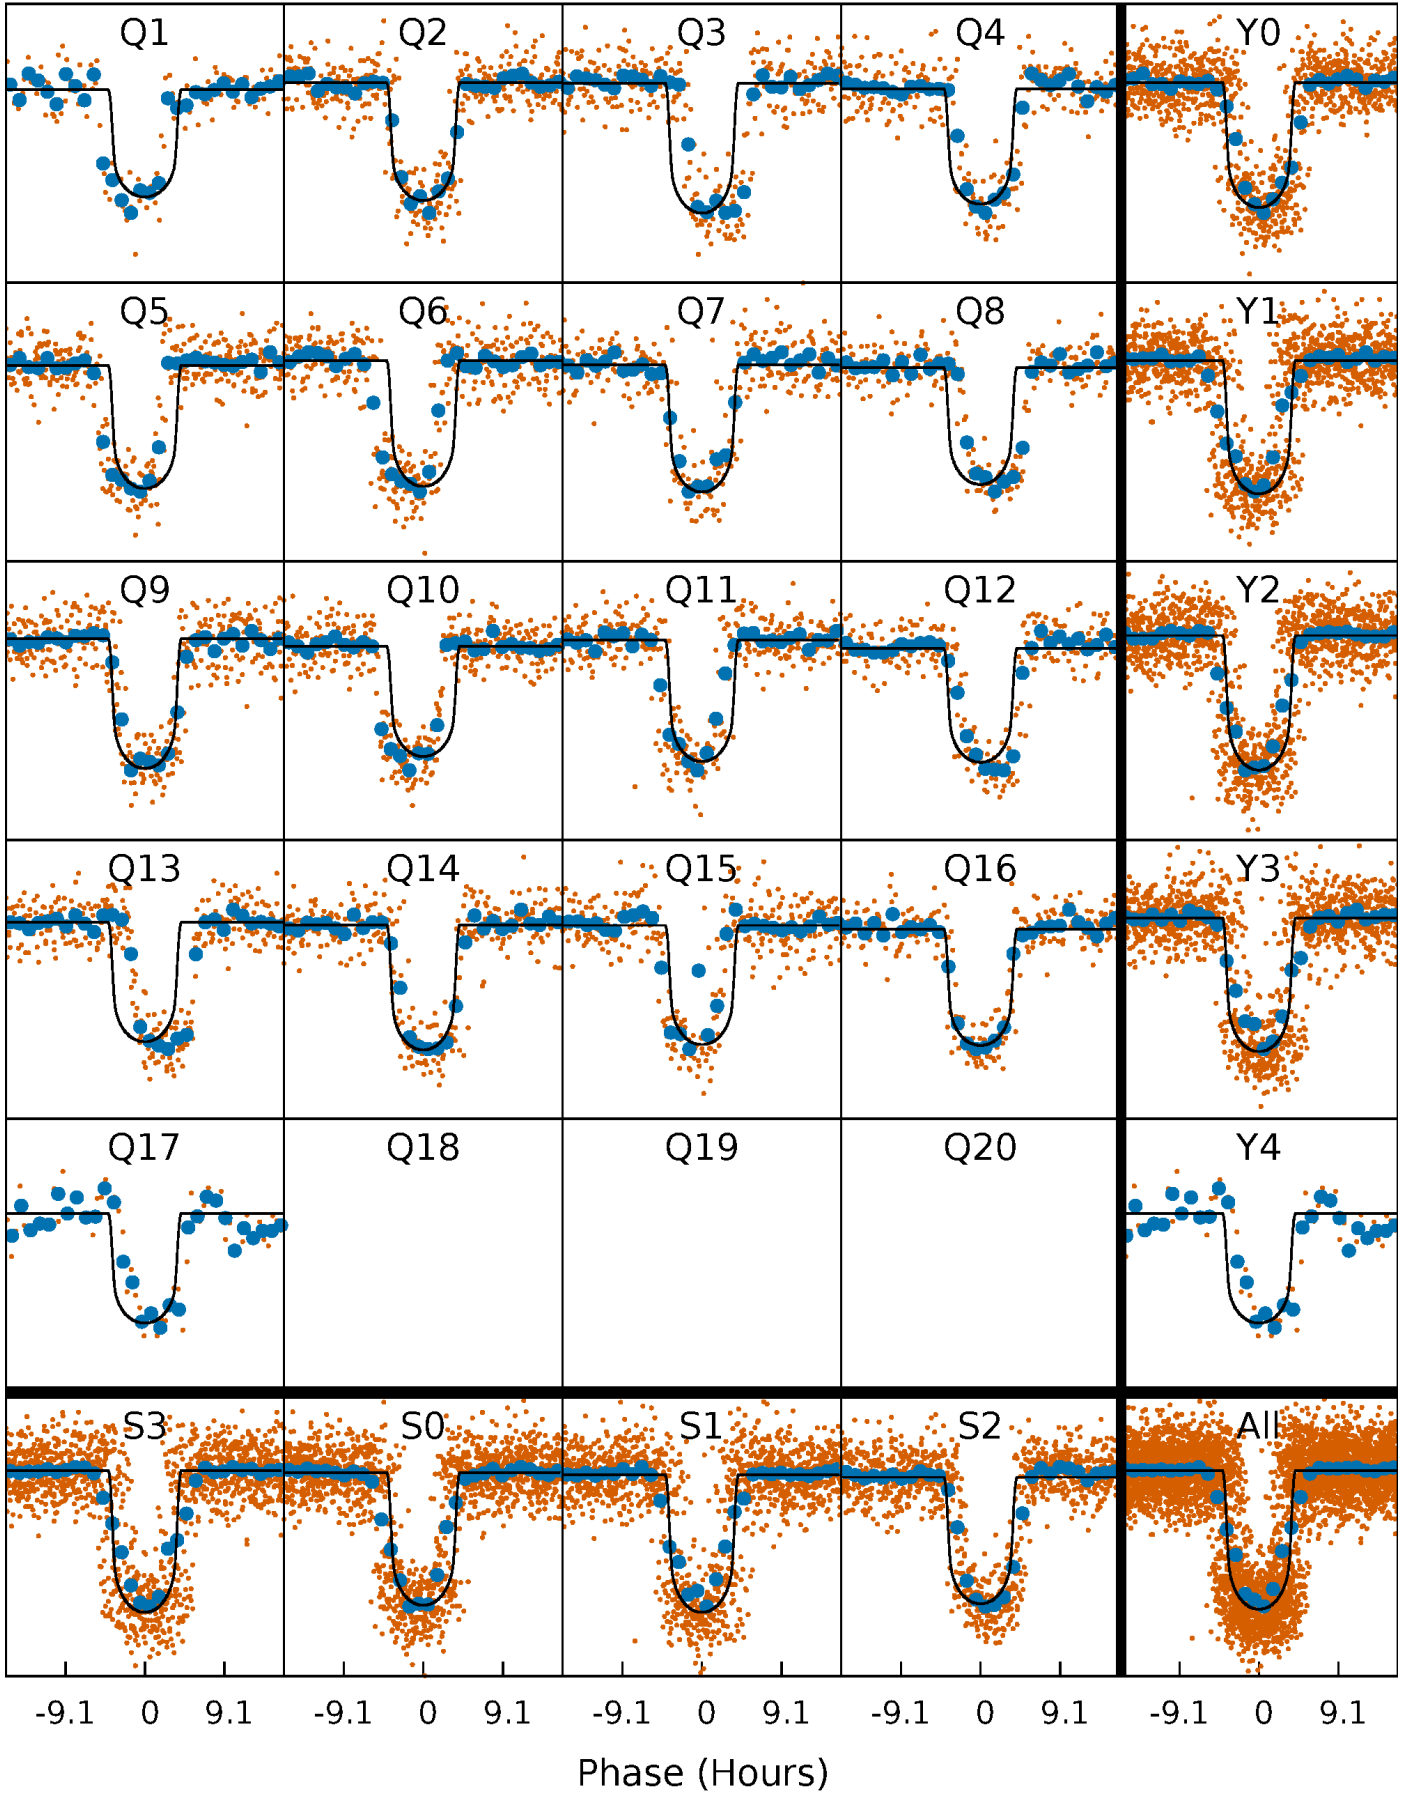 Q1 Q2 Q3 Q4 Y0
Q5 Q6 Q7 Q8 Y1
Q9 Q10 Q11 Q12 Y2
Q13 Q14 Q15 Q16 Y3
Q17 Q18 Q19 Q20 Y4
S3 S0 S1 S2 All
-9.1 0 9.1 -9.1 0 9.1 -9.1 0 9.1 -9.1 0 9.1 -9.1 0 9.1
Phase (Hours)